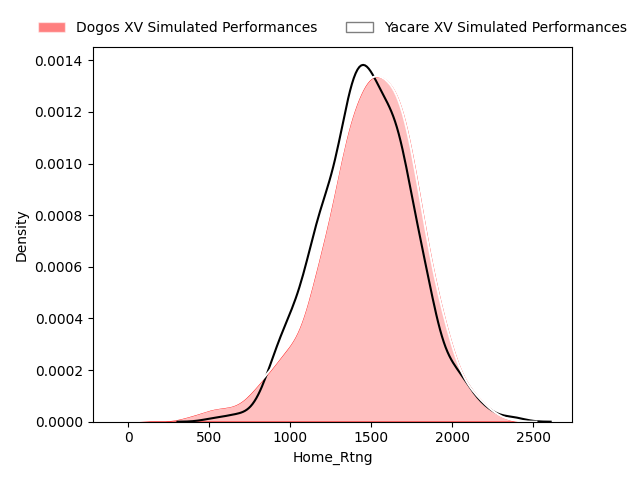 Dogos XV Simulated Performances Yacare XV Simulated Performances
0.0014
0.0012
0.0010
0.0008
0.0006
0.0004
0.0002
0.0000
Density
0 500 1000 1500 2000 2500
Home_Rtng